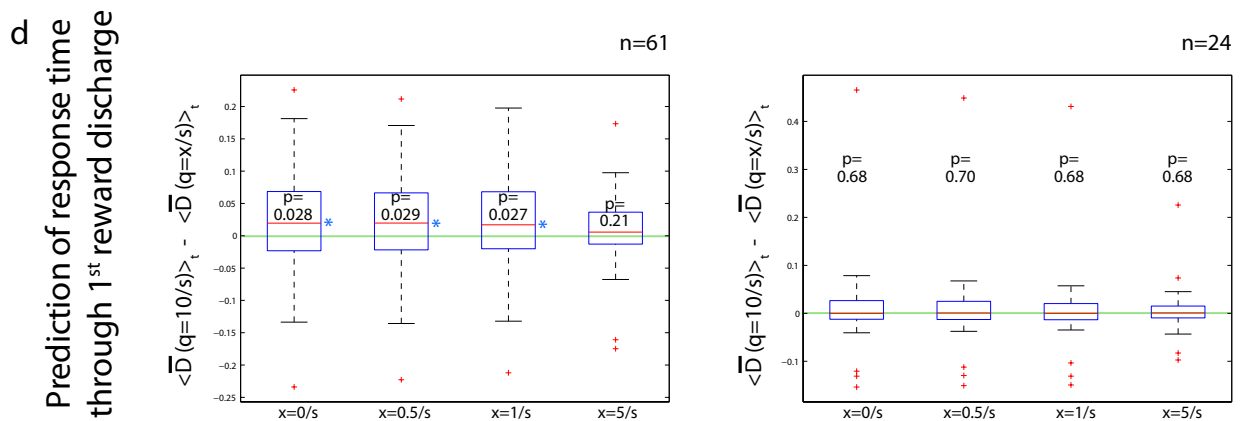 d
Prediction of response time
through 1st reward discharge
n=61
<D (q=10/s)>t - <D (q=x/s)>t
0.2
0.15
0.1
0.05
0
−0.05
−0.1
−0.15
−0.2
−0.25
p=
0.028
*
p=
0.029
*
p=
0.027
*
p=
0.21
x=0/s
x=0.5/s
x=1/s
x=5/s
n=24
<D (q=10/s)>t - <D (q=x/s)>t
0.4
0.3
0.2
0.1
0
−0.1
p=
0.68
p=
0.70
p=
0.68
p=
0.68
x=0/s
x=0.5/s
x=1/s
x=5/s